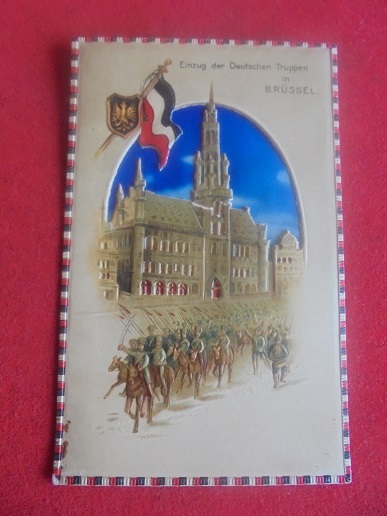 Einzug der Deutschen Truppen
in
BRÜSSEL.